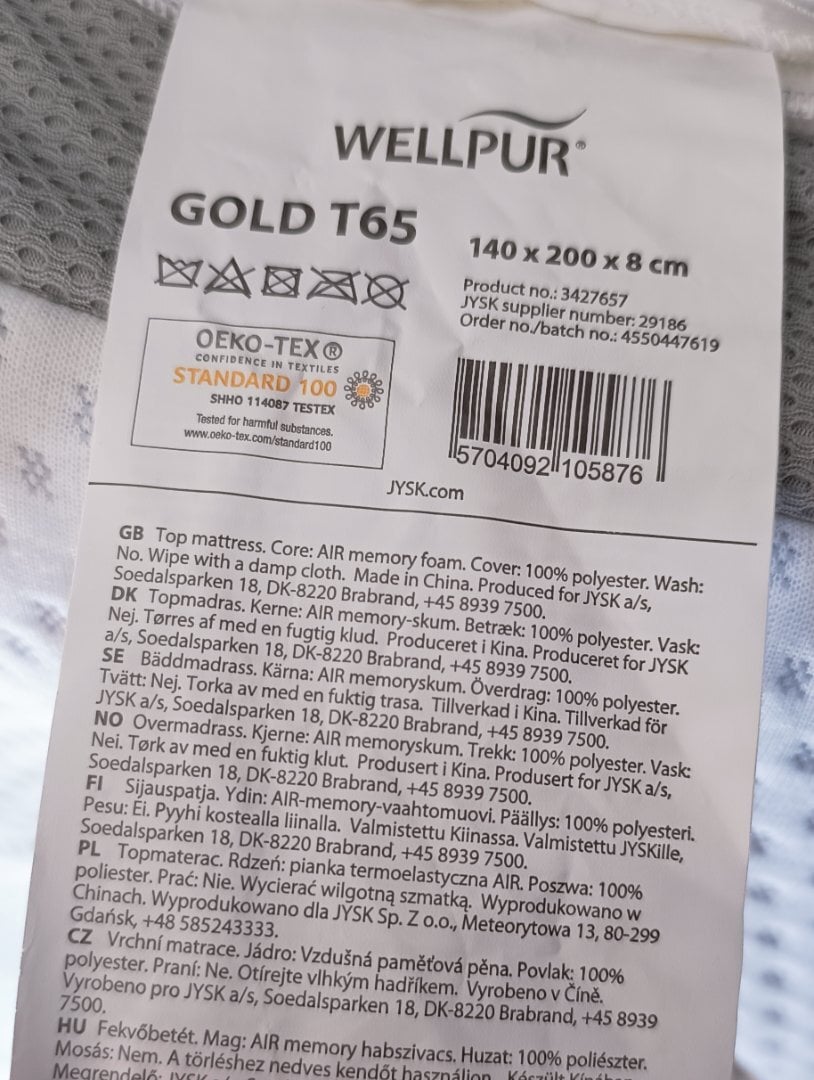 WELLPUR®
GOLD T65
140 x 200 x 8 cm
Product no.: 3427657
JYSK supplier number: 29186
Order no./batch no.: 4550447619
OEKO-TEX®
CONFIDENCE IN TEXTILES
STANDARD 100
SHHO 114087 TESTEX
Tested for harmful substances.
www.oeko-tex.com/standard100
5704092 105876
JYSK.com
GB Top mattress. Core: AIR memory foam. Cover: 100% polyester. Wash:
No. Wipe with a damp cloth. Made in China. Produced for JYSK a/s,
Soedalsparken 18, DK-8220 Brabrand, +45 8939 7500.
DK Topmadras. Kerne: AIR memory-skum. Betræk: 100% polyester. Vask:
Nej. Tørres af med en fugtig klud. Produceret i Kina. Produceret for JYSK
a/s, Soedalsparken 18, DK-8220 Brabrand, +45 8939 7500.
SE Bäddmadrass. Kärna: AIR memoryskum. Överdrag: 100% polyester.
Tvätt: Nej. Torka av med en fuktig trasa. Tillverkad i Kina. Tillverkad för
JYSK a/s, Soedalsparken 18, DK-8220 Brabrand, +45 8939 7500.
NO Overmadrass. Kjerne: AIR memoryskum. Trekk: 100% polyester. Vask:
Nei. Tørk av med en fuktig klut. Produsert i Kina. Produsert for JYSK a/s,
Soedalsparken 18, DK-8220 Brabrand, +45 8939 7500.
FI Sijauspatja. Ydin: AIR-memory-vaahtomuovi. Päällys: 100% polyesteri.
Pesu: Ei. Pyyhi kostealla liinalla. Valmistettu Kiinassa. Valmistettu JYSKille,
Soedalsparken 18, DK-8220 Brabrand, +45 8939 7500.
PL Topmaterac. Rdzeń: pianka termoelastyczna AIR. Poszwa: 100%
poliester. Prać: Nie. Wycierać wilgotną szmatką. Wyprodukowano w
Chinach. Wyprodukowano dla JYSK Sp. Z o.o., Meteorytowa 13, 80-299
Gdańsk, +48 585243333.
CZ Vrchní matrace. Jádro: Vzdušná paměťová pěna. Povlak: 100%
polyester. Praní: Ne. Otírejte vlhkým hadříkem. Vyrobeno v Číně.
Vyrobeno pro JYSK a/s, Soedalsparken 18, DK-8220 Brabrand, +45 8939
7500.
HU Fekvőbetét. Mag: AIR memory habszivacs. Huzat: 100% poliészter.
Mosás: Nem. A törléshez nedves kendőt használjon. Készült
Megrendelő: JYSK